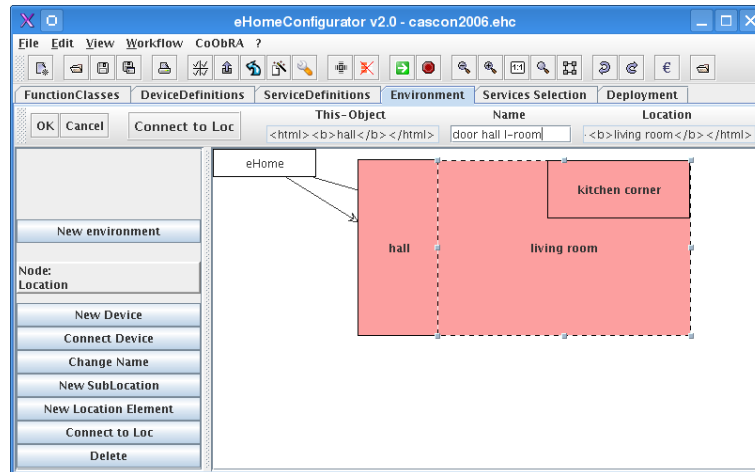 eHomeConfigurator v2.0 - cascon2006.ehc
File Edit View Workflow CoObRA ?
1:1 €
FunctionClasses DeviceDefinitions ServiceDefinitions Environment Services Selection Deployment
This-Object Name Location
OK Cancel Connect to Loc <html><b>hall</b></html> door hall l-room <b>living room</b></html>
eHome
kitchen corner
New environment
hall living room
Node:
Location
New Device
Connect Device
Change Name
New SubLocation
New Location Element
Connect to Loc
Delete